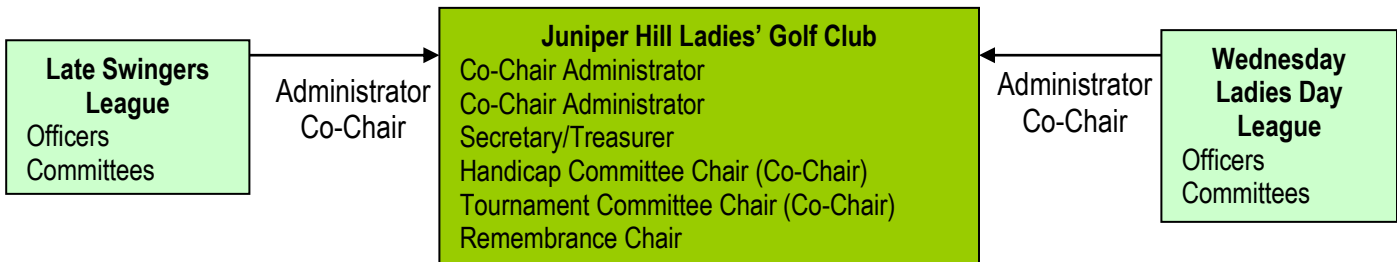 Late Swingers
League
Officers
Committees
Administrator
Co-Chair
Juniper Hill Ladies’ Golf Club
Co-Chair Administrator
Co-Chair Administrator
Secretary/Treasurer
Handicap Committee Chair (Co-Chair)
Tournament Committee Chair (Co-Chair)
Remembrance Chair
Administrator
Co-Chair
Wednesday
Ladies Day
League
Officers
Committees